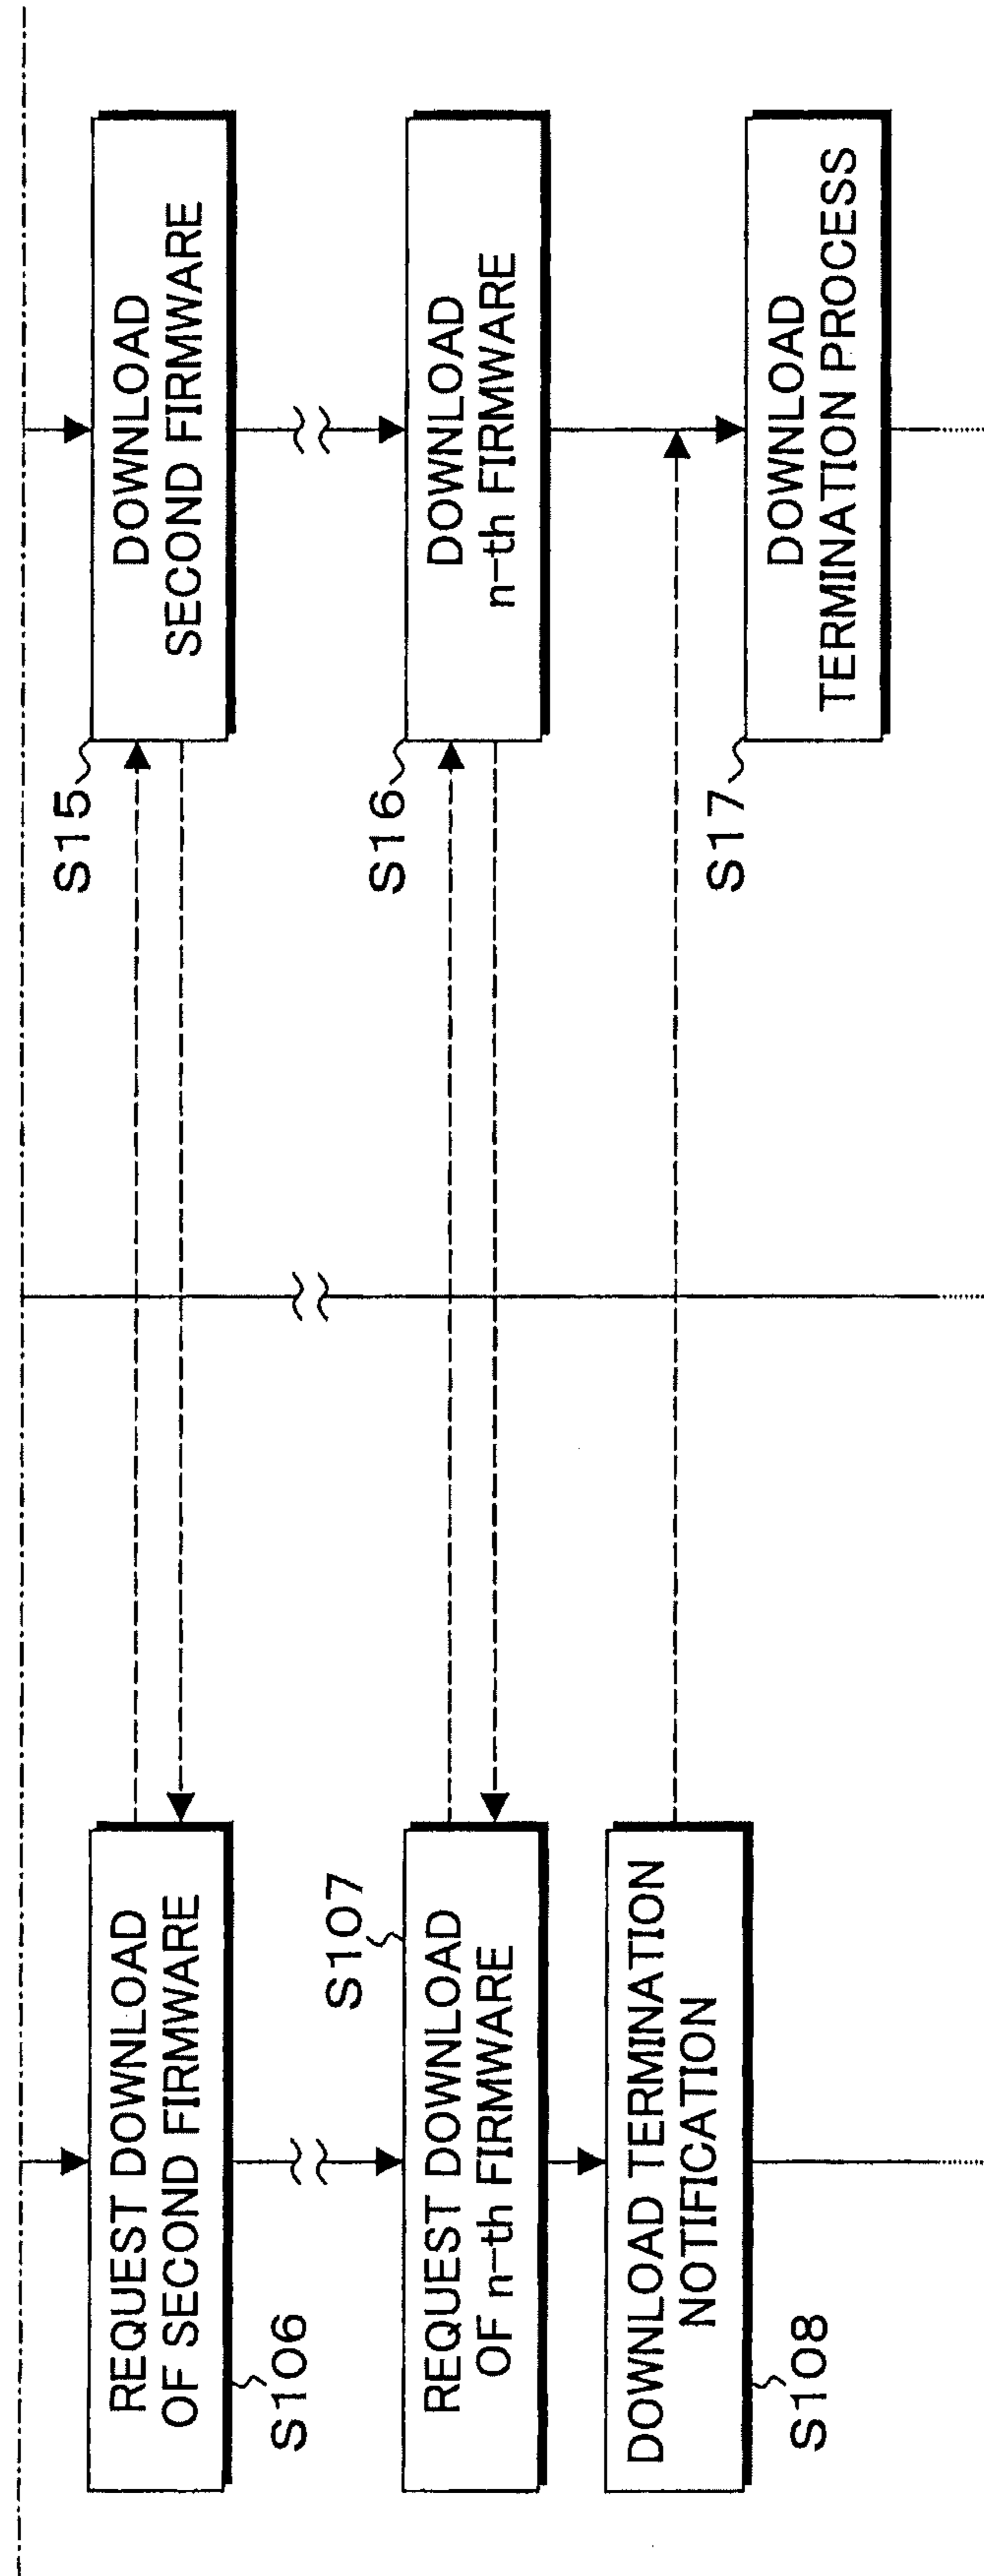 REQUEST DOWNLOAD
OF SECOND FIRMWARE
S106
DOWNLOAD
SECOND FIRMWARE
S15
S107
REQUEST DOWNLOAD
OF n-th FIRMWARE
DOWNLOAD
n-th FIRMWARE
S16
DOWNLOAD TERMINATION
NOTIFICATION
S108
S17
DOWNLOAD
TERMINATION PROCESS